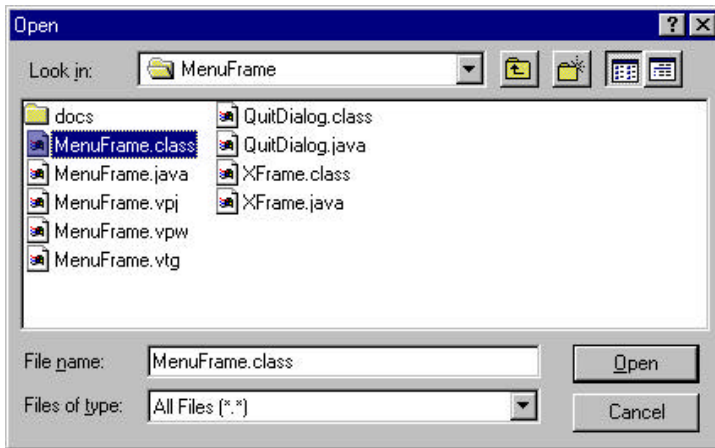 Open
Look in: MenuFrame
docs
MenuFrame.class
MenuFrame.java
MenuFrame.vpj
MenuFrame.vpw
MenuFrame.vtg
QuitDialog.class
QuitDialog.java
XFrame.class
XFrame.java
File name: MenuFrame.class
Open
Files of type: All Files (*.*)
Cancel